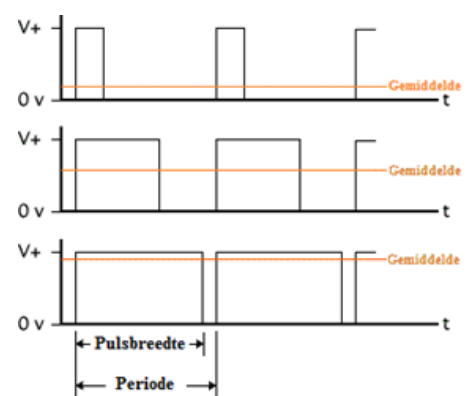 V+
Gemiddelde
0 v
t
V+
Gemiddelde
0 v
t
V+
Gemiddelde
0 v
t
Pulsbreedte
Periode